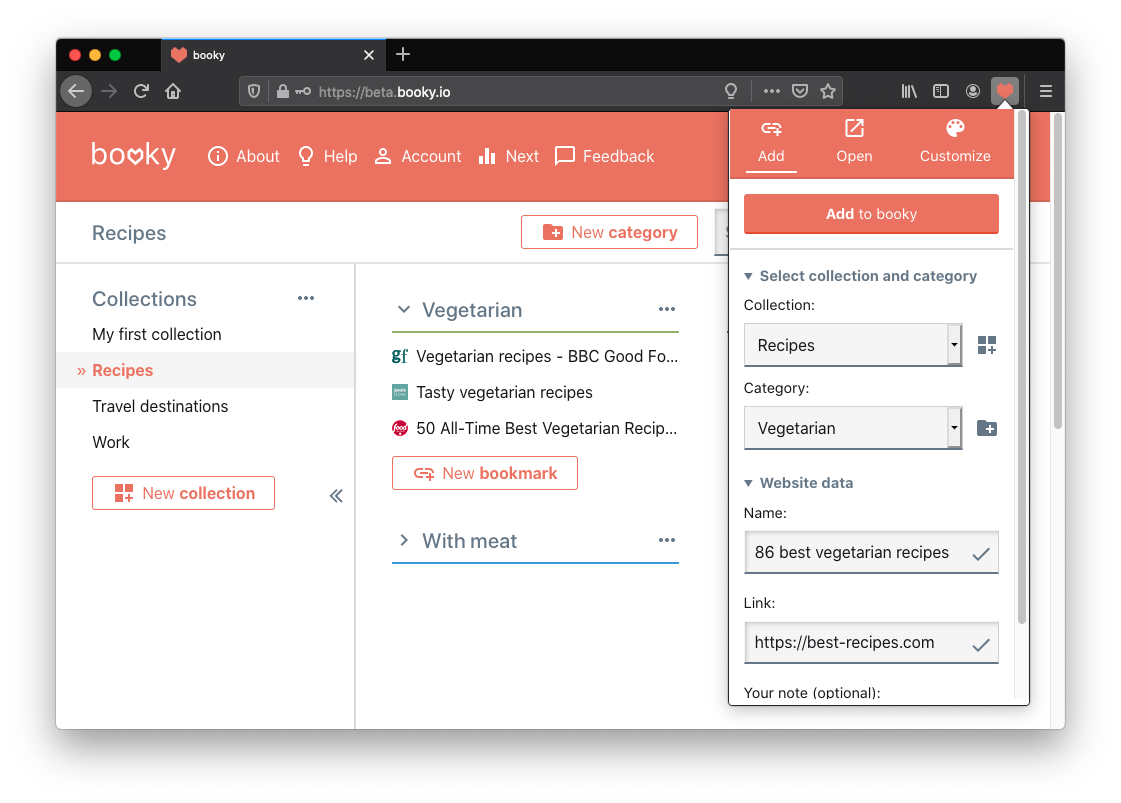 booky
https://beta.booky.io
booky
About
Help
Account
Next
Feedback
Recipes
New category
Collections
My first collection
» Recipes
Travel destinations
Work
New collection
Vegetarian
gf Vegetarian recipes - BBC Good Fo...
Tasty vegetarian recipes
food 50 All-Time Best Vegetarian Recip...
New bookmark
With meat
Add
Open
Customize
Add to booky
Select collection and category
Collection:
Recipes
Category:
Vegetarian
Website data
Name:
86 best vegetarian recipes
Link:
https://best-recipes.com
Your note (optional):